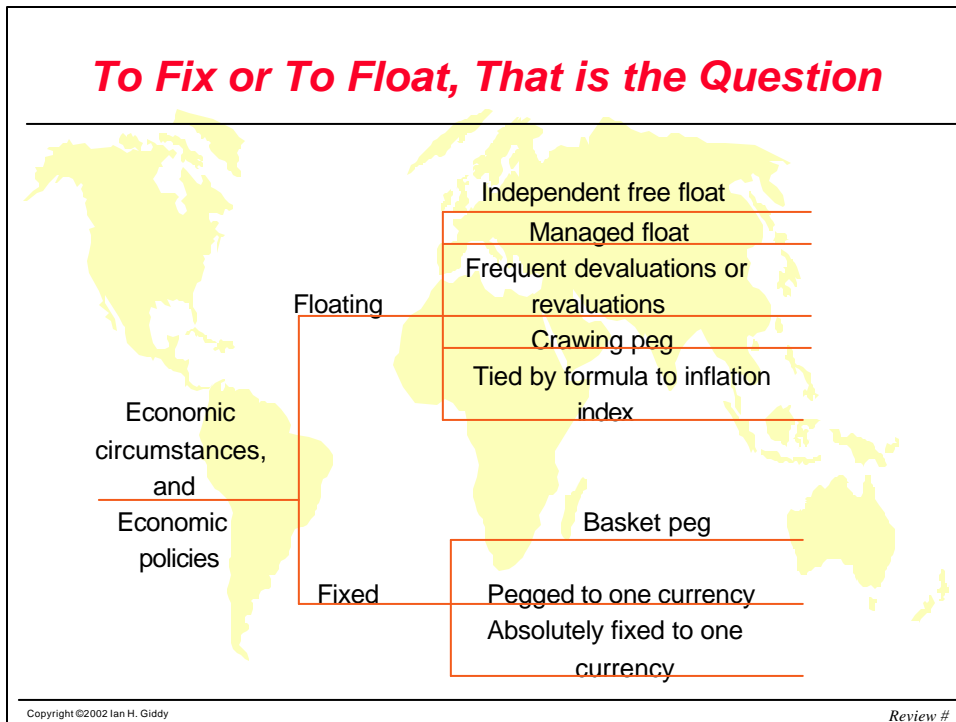 To Fix or To Float, That is the Question
Independent free float
Managed float
Frequent devaluations or
revaluations
Floating
Crawing peg
Tied by formula to inflation
index
Economic
circumstances,
and
Economic
policies
Basket peg
Fixed
Pegged to one currency
Absolutely fixed to one
currency
Copyright ©2002 Ian H. Giddy
Review #